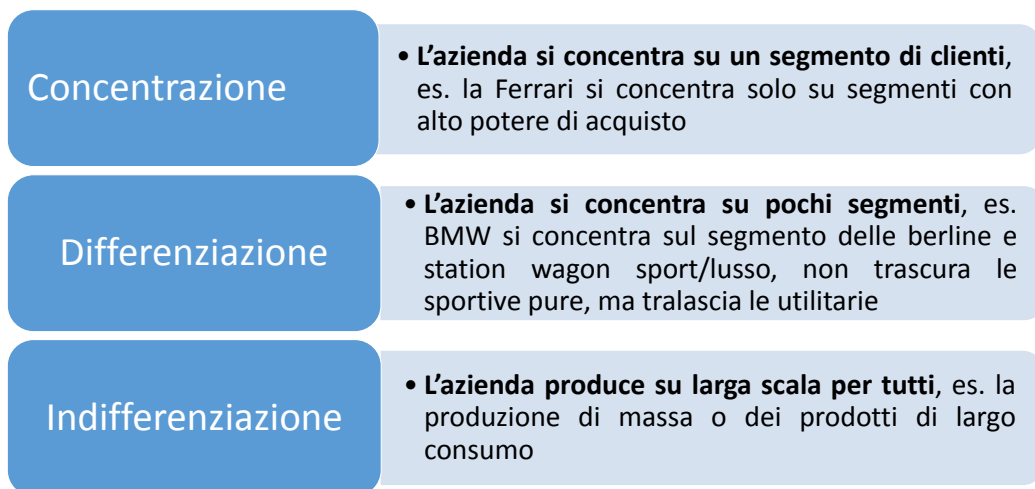 Concentrazione
• L’azienda si concentra su un segmento di clienti,
es. la Ferrari si concentra solo su segmenti con
alto potere di acquisto
Differenziazione
• L’azienda si concentra su pochi segmenti, es.
BMW si concentra sul segmento delle berline e
station wagon sport/lusso, non trascura le
sportive pure, ma tralascia le utilitarie
Indifferenziazione
• L’azienda produce su larga scala per tutti, es. la
produzione di massa o dei prodotti di largo
consumo